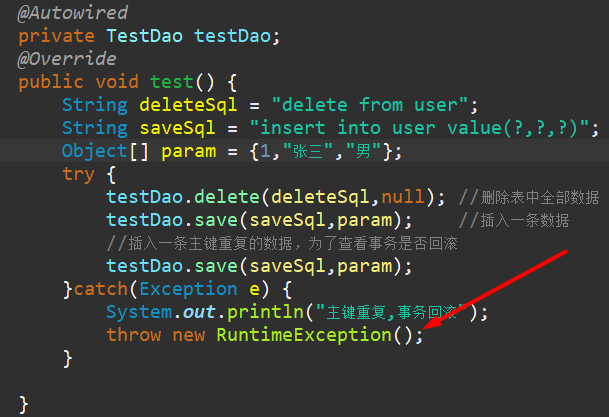 @Autowired
private TestDao testDao;
@Override
public void test() {
String deleteSql = "delete from user";
String saveSql = "insert into user value(?,?,?)";
Object[] param = {1,"张三","男"};
try {
testDao.delete(deleteSql,null); //删除表中全部数据
testDao.save(saveSql,param); //插入一条数据
//插入一条主键重复的数据，为了查看事务是否回滚
testDao.save(saveSql,param);
}catch(Exception e) {
System.out.println("主键重复,事务回滚");
throw new RuntimeException();
}
}